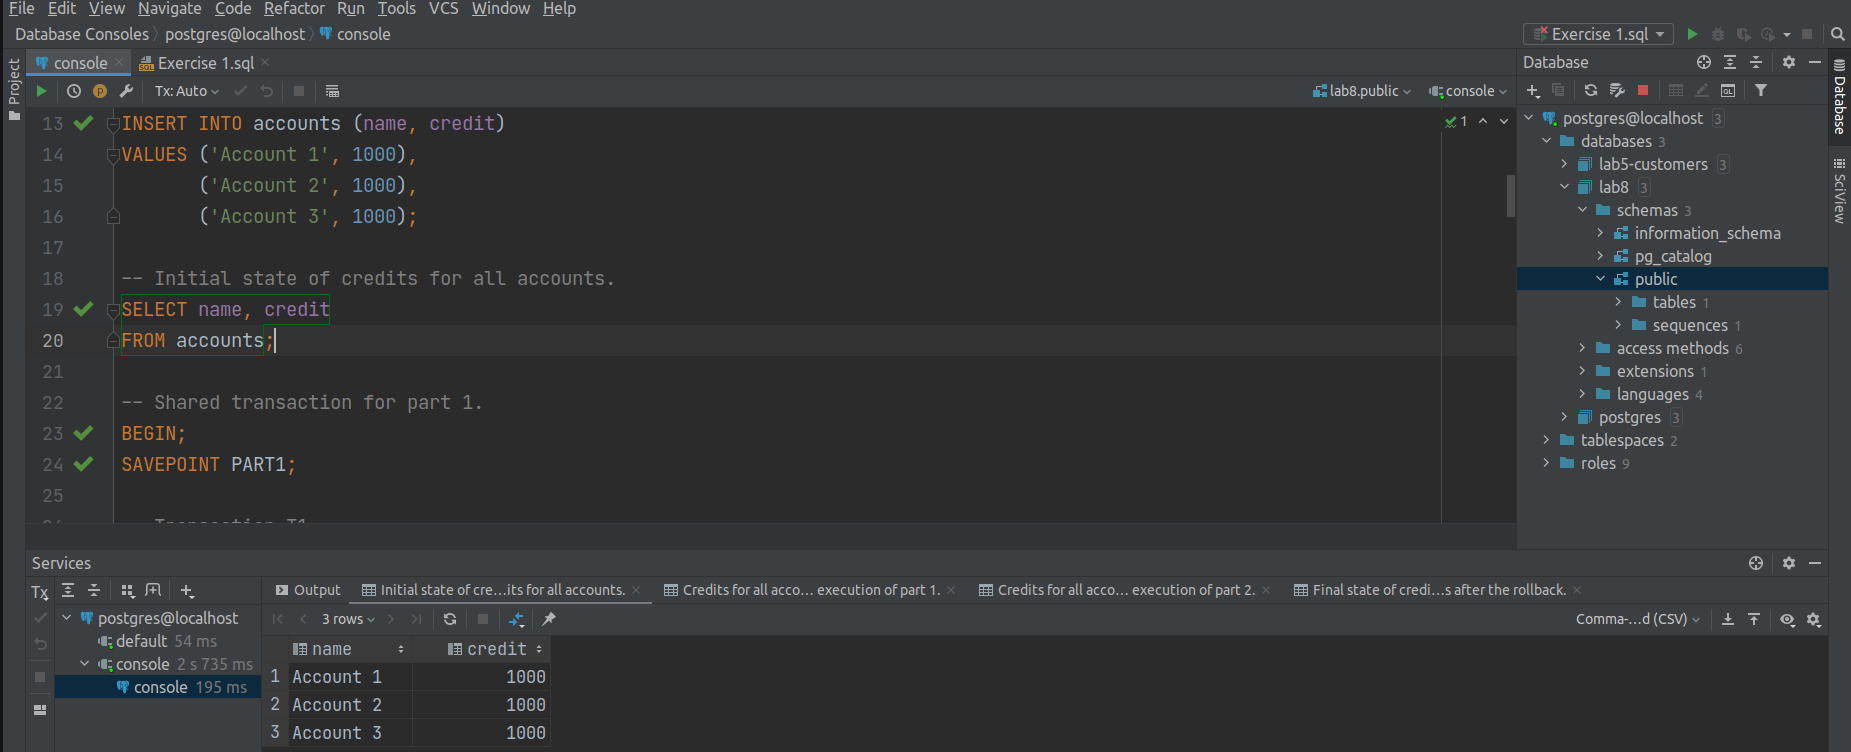 File Edit View Navigate Code Refactor Run Tools VCS Window Help
Database Consoles postgres@localhost console
Exercise 1.sql
console Exercise 1.sql
Tx: Auto
lab8.public console
13 INSERT INTO accounts (name, credit)
14 VALUES ('Account 1', 1000),
15 ('Account 2', 1000),
16 ('Account 3', 1000);
17
18 -- Initial state of credits for all accounts.
19 SELECT name, credit
20 FROM accounts;
21
22 -- Shared transaction for part 1.
23 BEGIN;
24 SAVEPOINT PART1;
25
1
Project
Database
postgres@localhost 3
databases 3
lab5-customers 3
lab8 3
schemas 3
information_schema
pg_catalog
public
tables 1
sequences 1
access methods 6
extensions 1
languages 4
postgres 3
tablespaces 2
roles 9
Database
SciView
Services
Tx
postgres@localhost
default 54 ms
console 2 s 735 ms
console 195 ms
Output Initial state of cre...its for all accounts. Credits for all acco... execution of part 1. Credits for all acco... execution of part 2. Final state of credi...s after the rollback.
3 rows
Comma-...d (CSV)
name credit
1 Account 1 1000
2 Account 2 1000
3 Account 3 1000